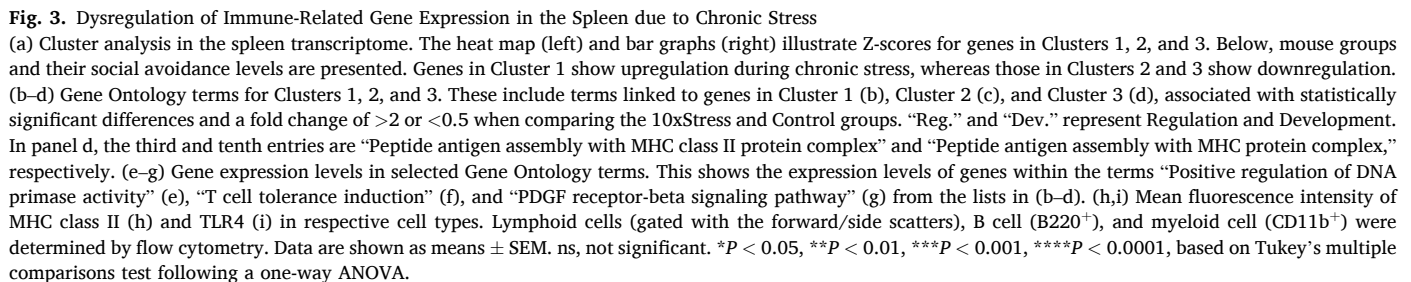 Fig. 3. Dysregulation of Immune-Related Gene Expression in the Spleen due to Chronic Stress
(a) Cluster analysis in the spleen transcriptome. The heat map (left) and bar graphs (right) illustrate Z-scores for genes in Clusters 1, 2, and 3. Below, mouse groups
and their social avoidance levels are presented. Genes in Cluster 1 show upregulation during chronic stress, whereas those in Clusters 2 and 3 show downregulation.
(b–d) Gene Ontology terms for Clusters 1, 2, and 3. These include terms linked to genes in Cluster 1 (b), Cluster 2 (c), and Cluster 3 (d), associated with statistically
significant differences and a fold change of >2 or <0.5 when comparing the 10xStress and Control groups. “Reg.” and “Dev.” represent Regulation and Development.
In panel d, the third and tenth entries are “Peptide antigen assembly with MHC class II protein complex” and “Peptide antigen assembly with MHC protein complex,”
respectively. (e–g) Gene expression levels in selected Gene Ontology terms. This shows the expression levels of genes within the terms “Positive regulation of DNA
primase activity” (e), “T cell tolerance induction” (f), and “PDGF receptor-beta signaling pathway” (g) from the lists in (b–d). (h,i) Mean fluorescence intensity of
MHC class II (h) and TLR4 (i) in respective cell types. Lymphoid cells (gated with the forward/side scatters), B cell (B220⁺), and myeloid cell (CD11b⁺) were
determined by flow cytometry. Data are shown as means ± SEM. ns, not significant. *P < 0.05, **P < 0.01, ***P < 0.001, ****P < 0.0001, based on Tukey’s multiple
comparisons test following a one-way ANOVA.